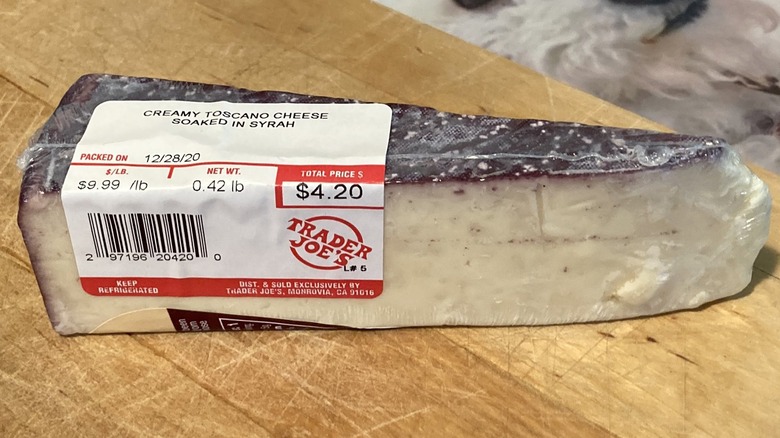 CREAMY TOSCANO CHEESE
SOAKED IN SYRAH
PACKED ON 12/28/20
$/LB. NET WT. TOTAL PRICE $
$9.99 /lb 0.42 lb $4.20
2 97196 20420 0
TRADER
JOE'S
L# 5
KEEP
REFRIGERATED
DIST. & SOLD EXCLUSIVELY BY
TRADER JOE'S, MONROVIA, CA 91016